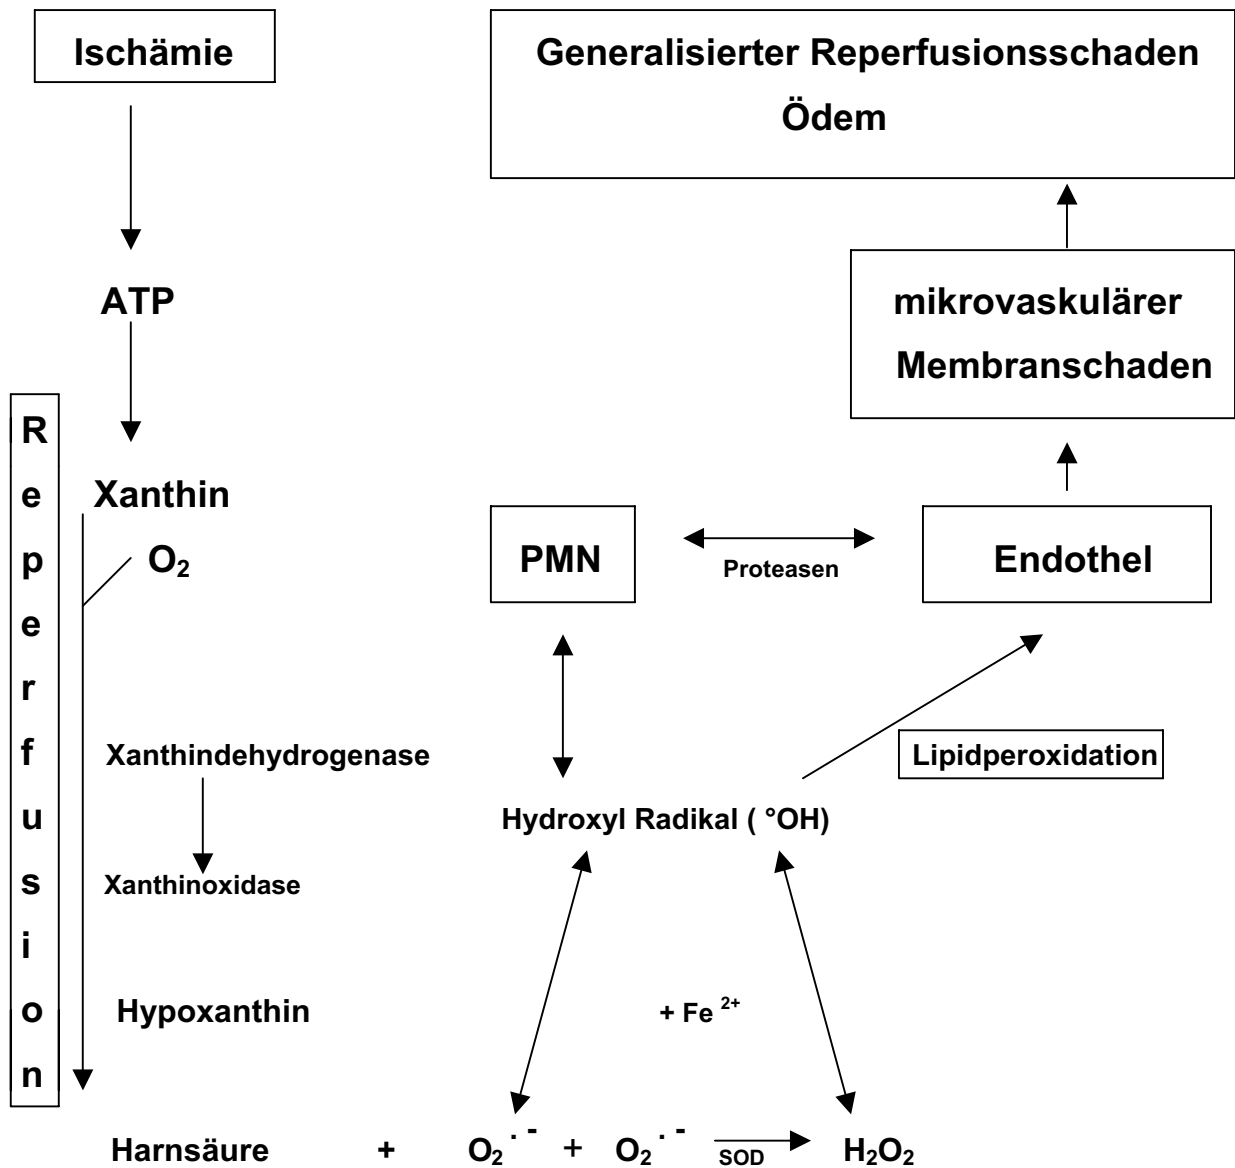 Ischämie
Generalisierter Reperfusionsschaden
Ödem
ATP
mikrovaskulärer
Membranschaden
Reperfusion
Xanthin
O₂
PMN
Proteasen
Endothel
Xanthindehydrogenase
Lipidperoxidation
Hydroxyl Radikal ( °OH)
Xanthinoxidase
Hypoxanthin
+ Fe ²⁺
Harnsäure + O₂˙⁻ + O₂˙⁻ SOD H₂O₂